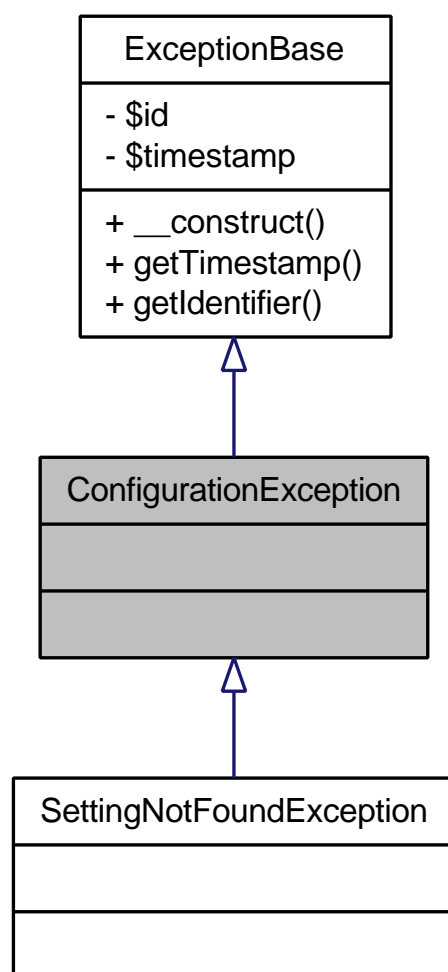 ExceptionBase
- $id
- $timestamp
+ __construct()
+ getTimestamp()
+ getIdentifier()
ConfigurationException
SettingNotFoundException